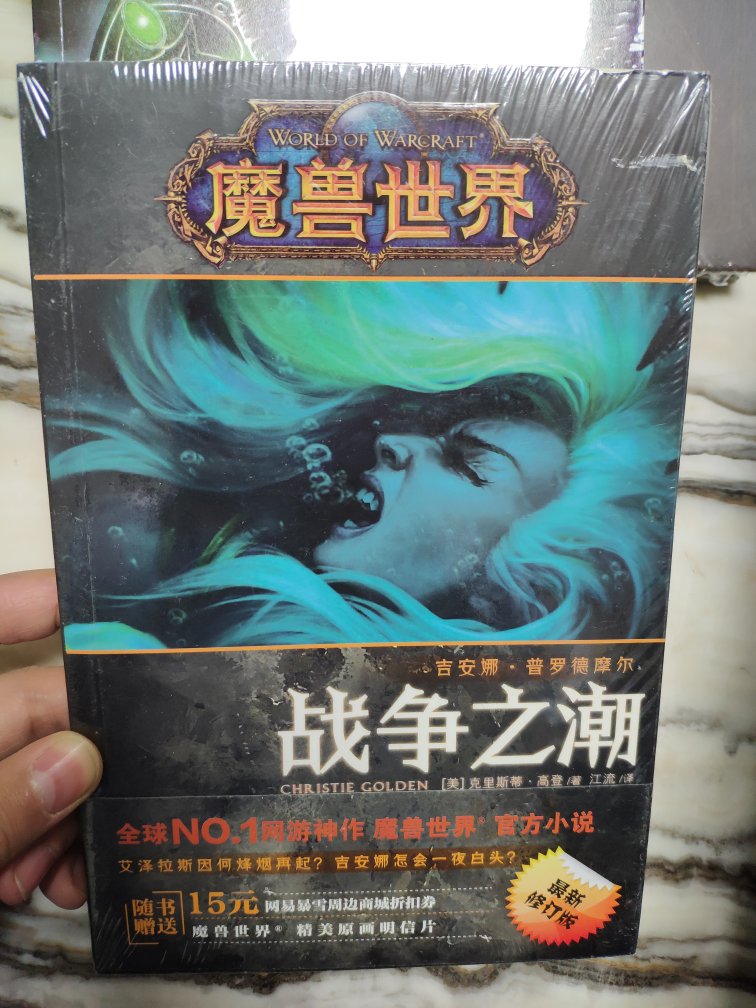 WORLD OF WARCRAFT®
魔兽世界
吉安娜·普罗德摩尔
战争之潮
CHRISTIE GOLDEN [美]克里斯蒂·高登/著 江流/译
全球NO.1网游神作 魔兽世界® 官方小说
艾泽拉斯因何烽烟再起？吉安娜怎会一夜白头？
随书赠送
15元 网易暴雪周边商城折扣券
魔兽世界® 精美原画明信片
最新
修订版